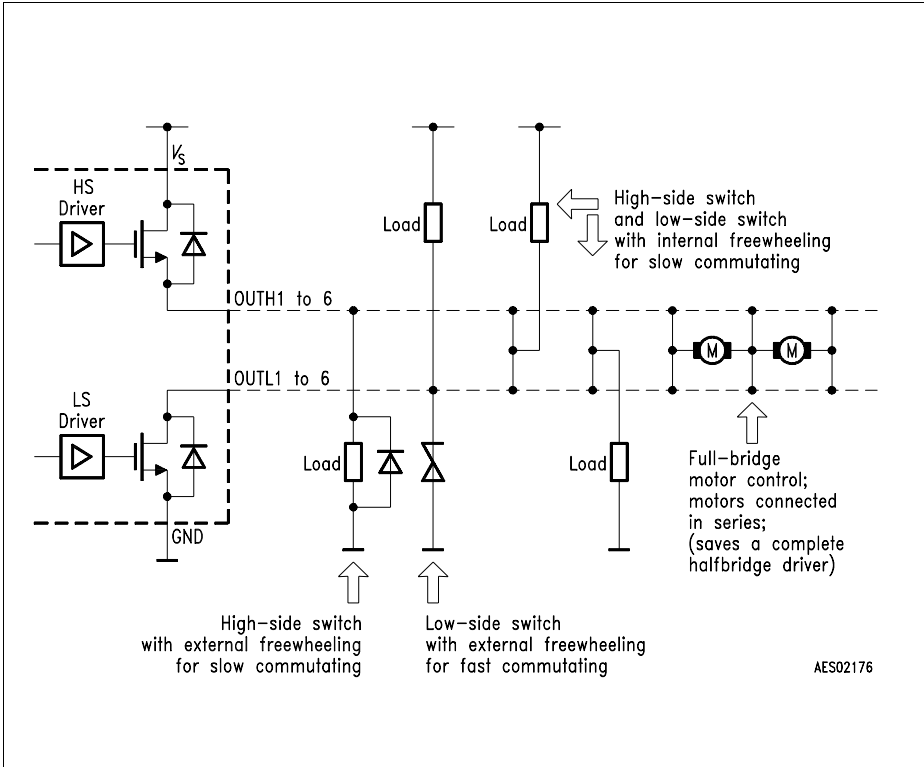 VS
HS
Driver
Load
Load
High-side switch
and low-side switch
with internal freewheeling
for slow commutating
OUTH1 to 6
M
M
OUTL1 to 6
LS
Driver
Load
Load
GND
Full-bridge
motor control;
motors connected
in series;
(saves a complete
halfbridge driver)
High-side switch
with external freewheeling
for slow commutating
Low-side switch
with external freewheeling
for fast commutating
AES02176